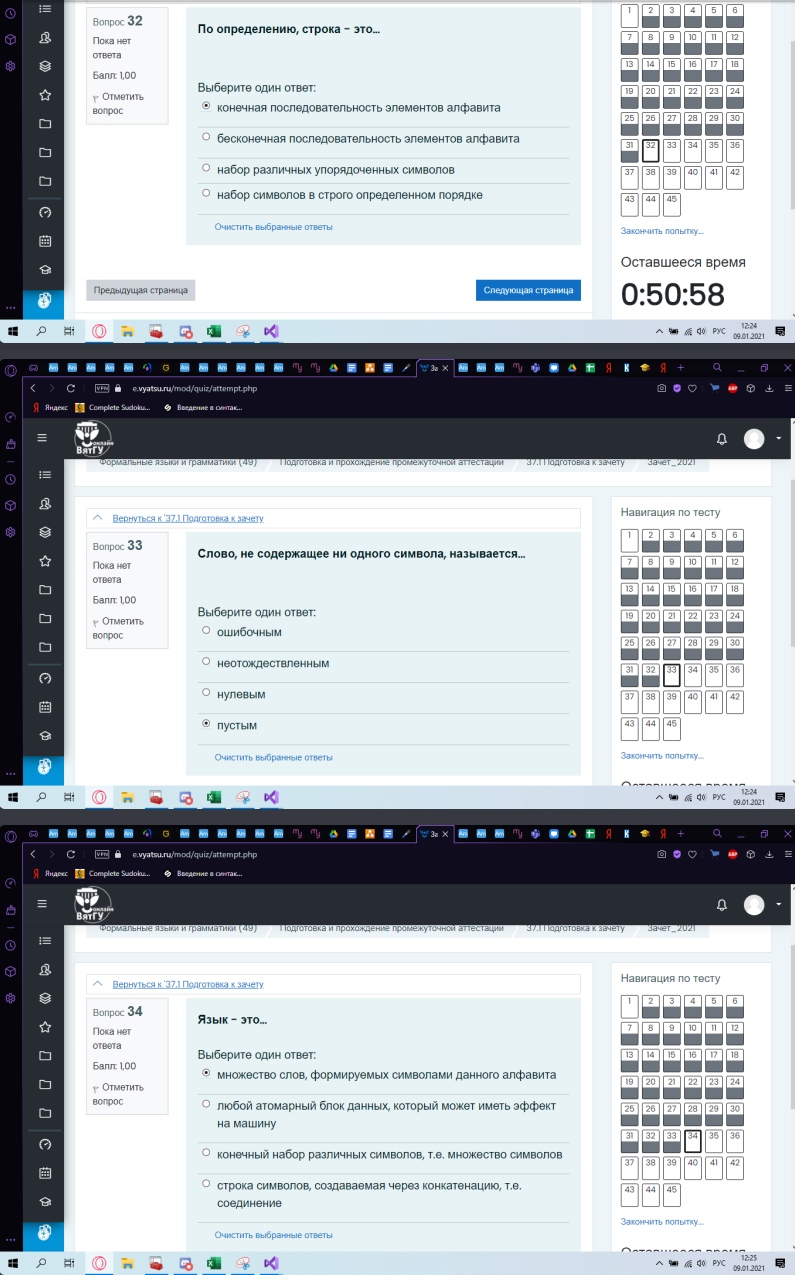 Вопрос 32
Пока нет
ответа
Балл: 1,00
Отметить
вопрос
По определению, строка – это...
Выберите один ответ:
конечная последовательность элементов алфавита
бесконечная последовательность элементов алфавита
набор различных упорядоченных символов
набор символов в строго определенном порядке
Очистить выбранные ответы
Предыдущая страница
Следующая страница
1 2 3 4 5 6
7 8 9 10 11 12
13 14 15 16 17 18
19 20 21 22 23 24
25 26 27 28 29 30
31 32 33 34 35 36
37 38 39 40 41 42
43 44 45
Закончить попытку...
Оставшееся время
0:50:58
РУС
12:24
09.01.2021
VPN e.vyatsu.ru/mod/quiz/attempt.php
Яндекс Complete Sudoku... Введение в синтак...
онлайн
ВятГУ
Формальные языки и грамматики (49) Подготовка и прохождение промежуточной аттестации 37.1 Подготовка к зачету Зачет_2021
Вернуться к '37.1 Подготовка к зачету
Вопрос 33
Пока нет
ответа
Балл: 1,00
Отметить
вопрос
Слово, не содержащее ни одного символа, называется...
Выберите один ответ:
ошибочным
неотождествленным
нулевым
пустым
Очистить выбранные ответы
Навигация по тесту
1 2 3 4 5 6
7 8 9 10 11 12
13 14 15 16 17 18
19 20 21 22 23 24
25 26 27 28 29 30
31 32 33 34 35 36
37 38 39 40 41 42
43 44 45
Закончить попытку...
Оставшееся время
РУС
12:24
09.01.2021
VPN e.vyatsu.ru/mod/quiz/attempt.php
Яндекс Complete Sudoku... Введение в синтак...
онлайн
ВятГУ
Формальные языки и грамматики (49) Подготовка и прохождение промежуточной аттестации 37.1 Подготовка к зачету Зачет_2021
Вернуться к '37.1 Подготовка к зачету
Вопрос 34
Пока нет
ответа
Балл: 1,00
Отметить
вопрос
Язык – это...
Выберите один ответ:
множество слов, формируемых символами данного алфавита
любой атомарный блок данных, который может иметь эффект
на машину
конечный набор различных символов, т.е. множество символов
строка символов, создаваемая через конкатенацию, т.е.
соединение
Очистить выбранные ответы
Навигация по тесту
1 2 3 4 5 6
7 8 9 10 11 12
13 14 15 16 17 18
19 20 21 22 23 24
25 26 27 28 29 30
31 32 33 34 35 36
37 38 39 40 41 42
43 44 45
Закончить попытку...
Оставшееся время
РУС
12:25
09.01.2021